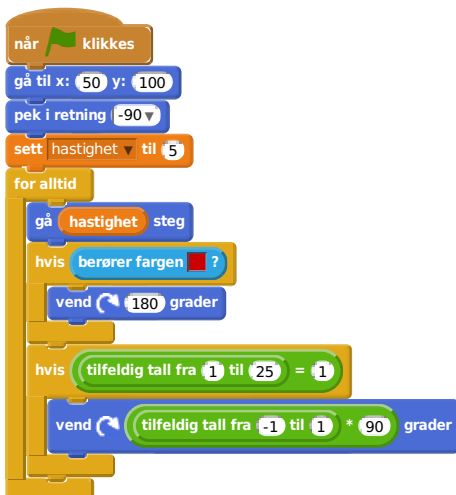 når klikkes
gå til x: 50 y: 100
pek i retning -90▼
sett hastighet ▼ til 5
for alltid
gå hastighet steg
hvis berører fargen ?
vend 180 grader
hvis tilfeldig tall fra 1 til 25 = 1
vend tilfeldig tall fra -1 til 1 * 90 grader